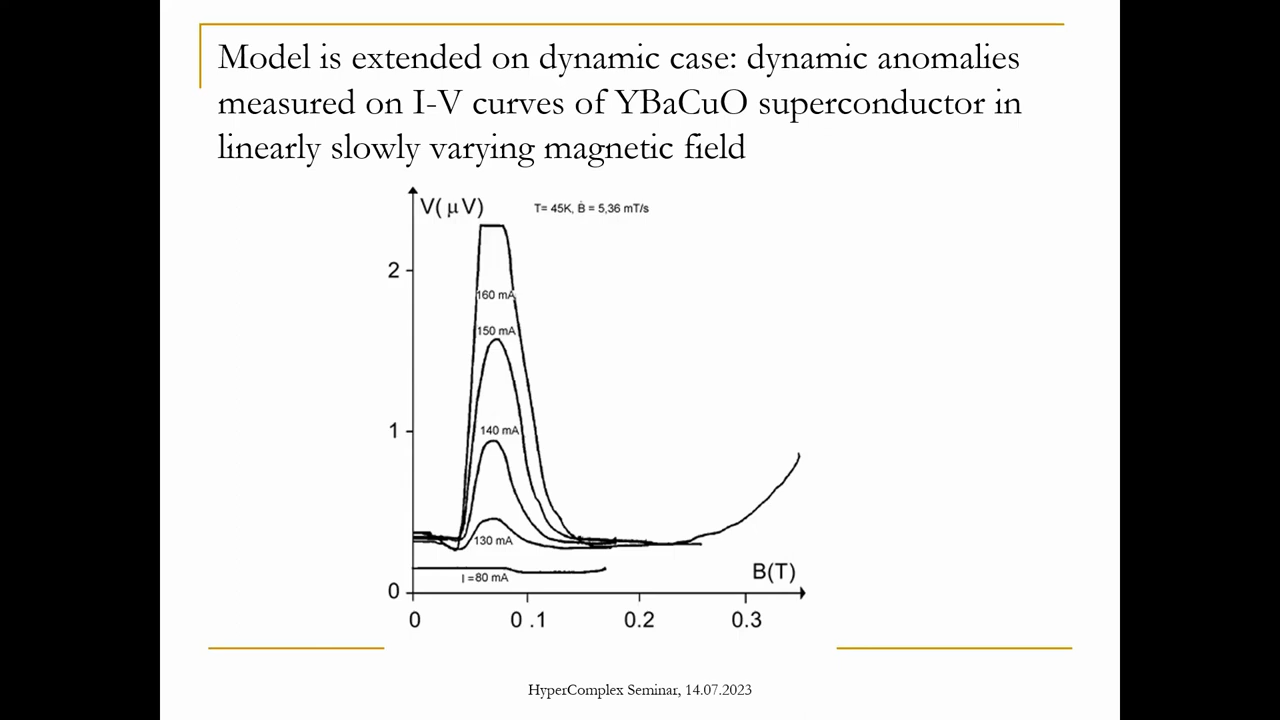 Model is extended on dynamic case: dynamic anomalies
measured on I-V curves of YBaCuO superconductor in
linearly slowly varying magnetic field
V( μV)
T= 45K, Ḃ = 5,36 mT/s
2
160 mA
150 mA
1
140 mA
130 mA
I =80 mA
B(T)
0
0
0 .1
0.2
0.3
HyperComplex Seminar, 14.07.2023